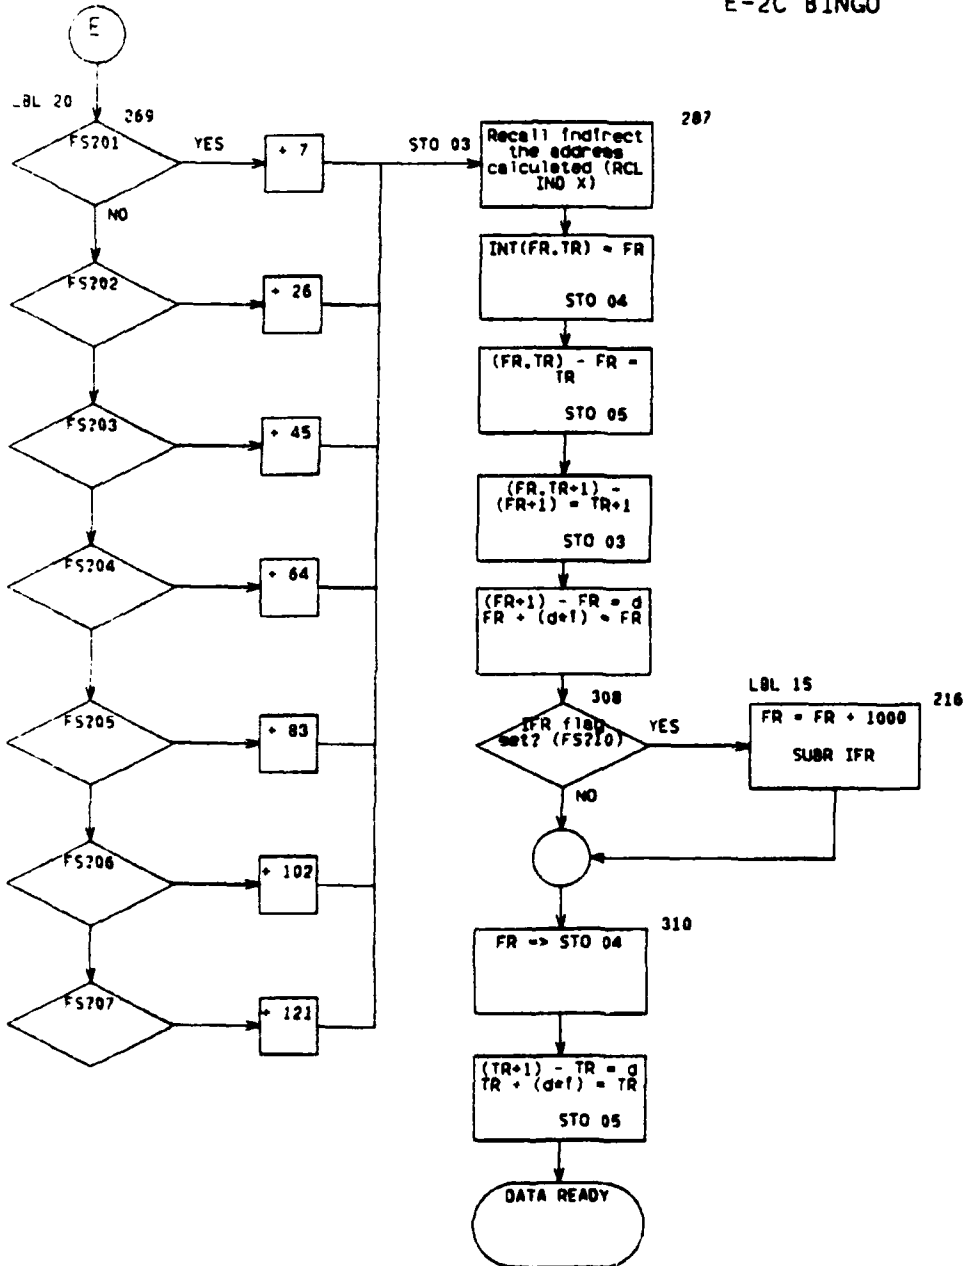 E-2C BINGO
E
LBL 20
269
FS?01
YES
+ 7
STO 03
NO
FS?02
+ 26
FS?03
+ 45
FS?04
+ 64
FS?05
+ 83
FS?06
+ 102
FS?07
+ 121
287
Recall Indirect
the address
calculated (RCL
IND X)
INT(FR.TR) = FR
STO 04
(FR.TR) - FR =
TR
STO 05
(FR.TR+1) -
(FR+1) = TR+1
STO 03
(FR+1) - FR = d
FR + (d*f) = FR
308
IFR flag
set? (FS?10)
YES
NO
LBL 15
216
FR = FR + 1000
SUBR IFR
310
FR => STO 04
(TR+1) - TR = d
TR + (d*f) = TR
STO 05
DATA READY